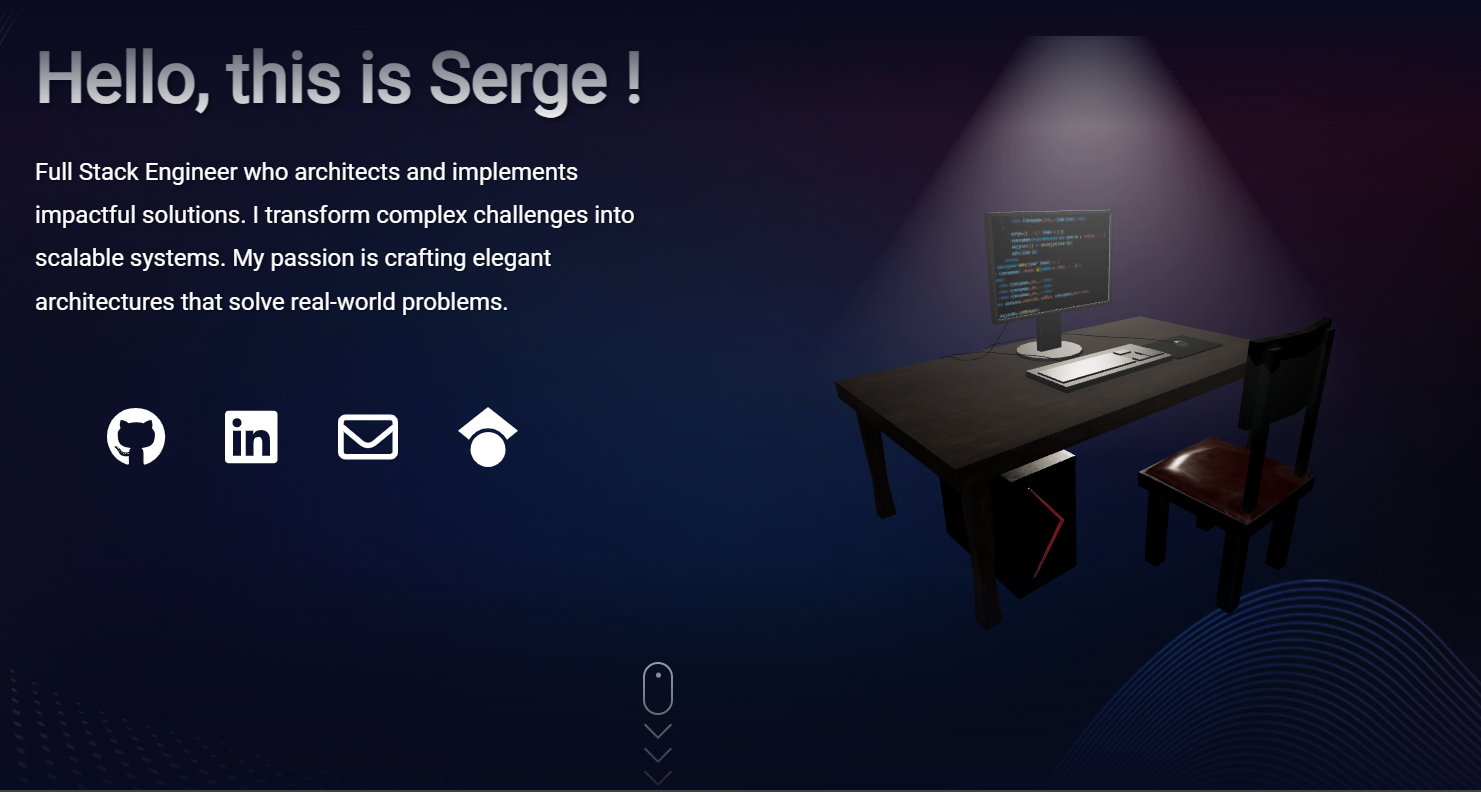 Hello, this is Serge !
Full Stack Engineer who architects and implements
impactful solutions. I transform complex challenges into
scalable systems. My passion is crafting elegant
architectures that solve real-world problems.
in